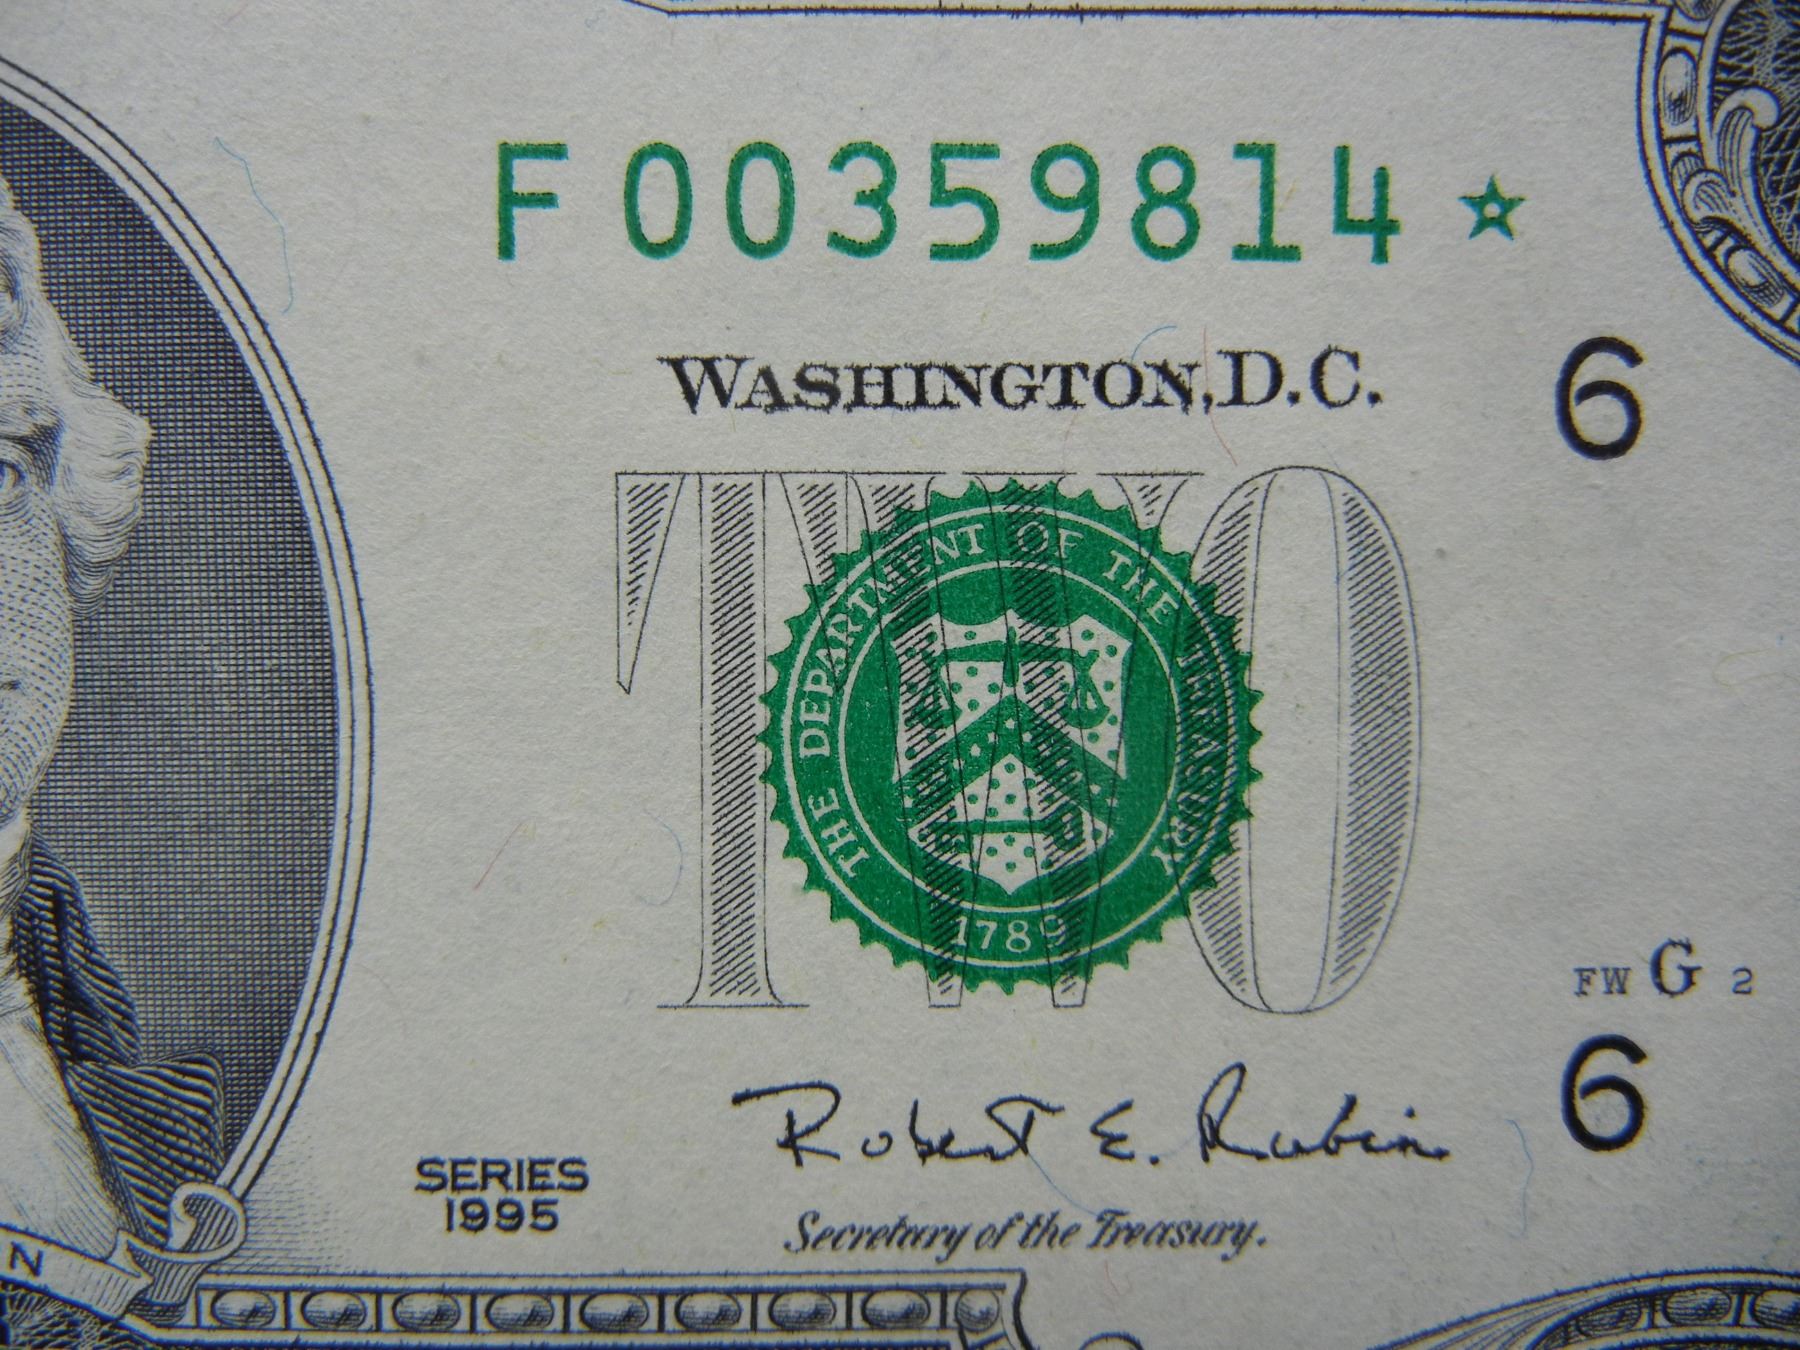 F 00359814 ★
WASHINGTON, D.C.
6
TWO
THE DEPARTMENT OF THE TREASURY
1789
FW G 2
6
Robert E. Rubin
SERIES
1995
Secretary of the Treasury.
N